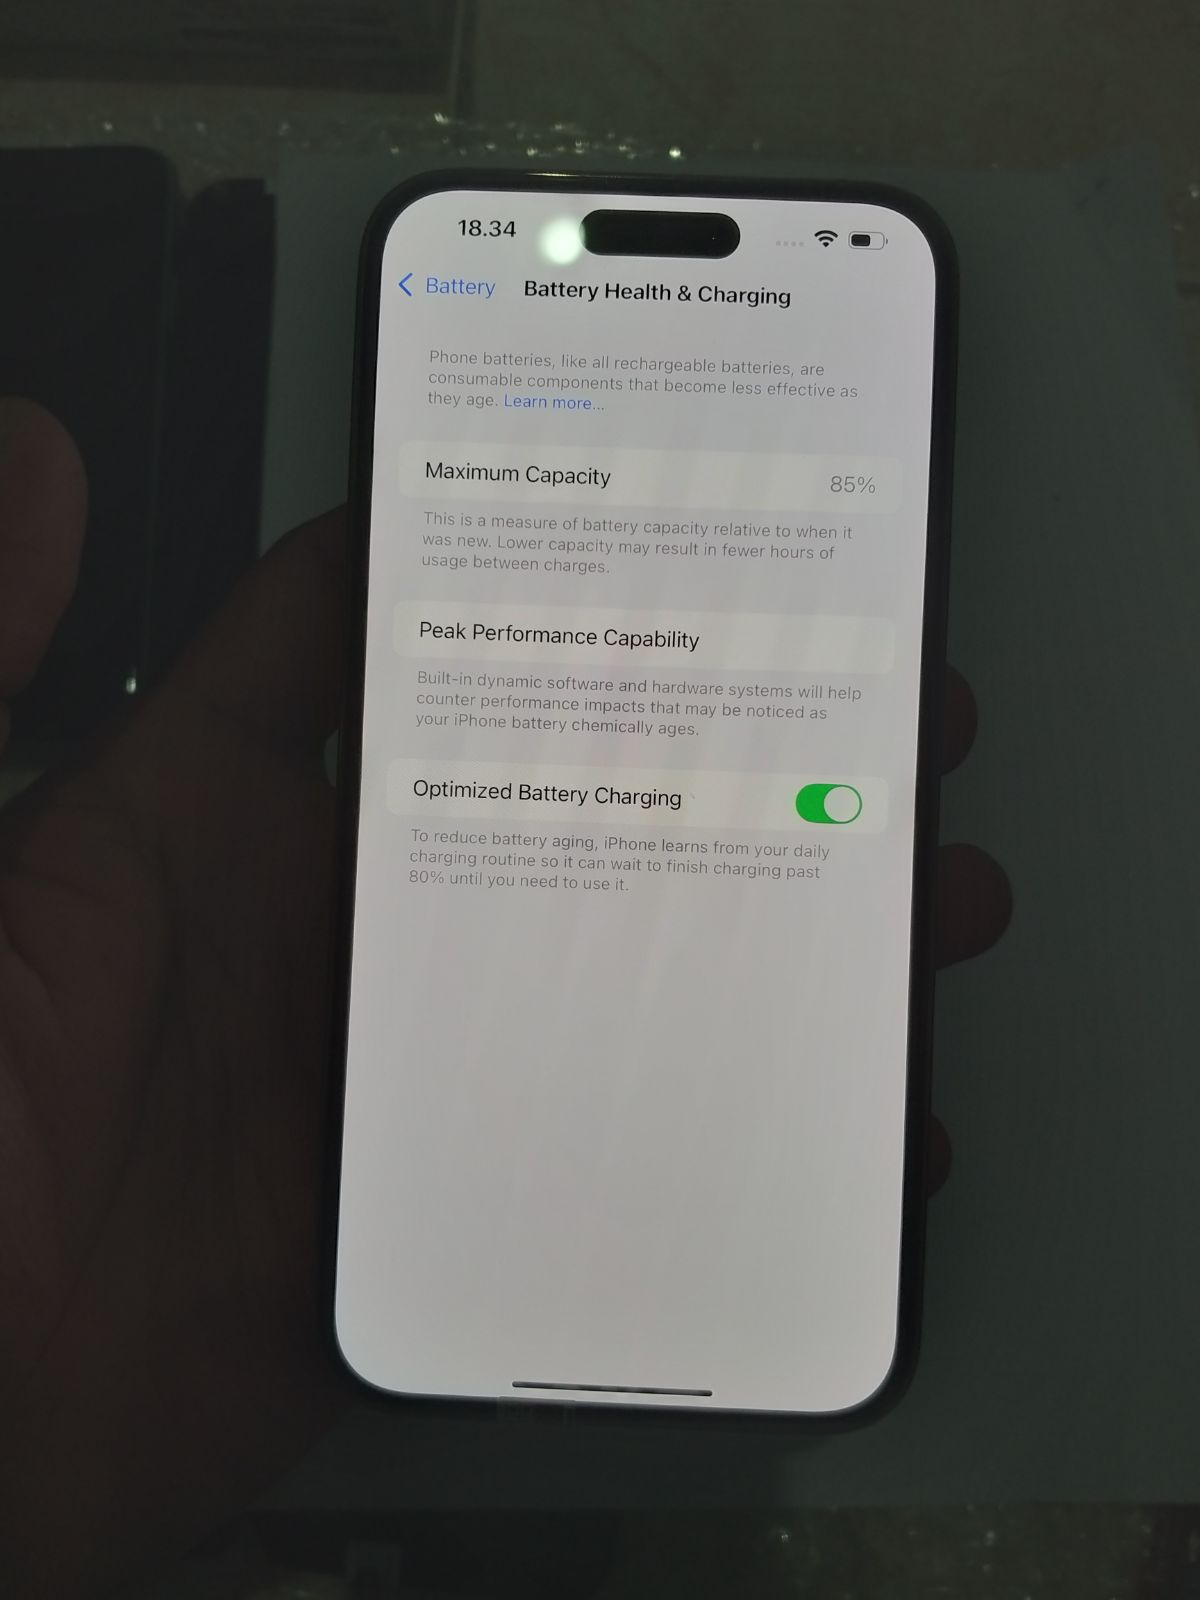 18.34
Battery
Battery Health & Charging
Phone batteries, like all rechargeable batteries, are
consumable components that become less effective as
they age. Learn more...
Maximum Capacity 85%
This is a measure of battery capacity relative to when it
was new. Lower capacity may result in fewer hours of
usage between charges.
Peak Performance Capability
Built-in dynamic software and hardware systems will help
counter performance impacts that may be noticed as
your iPhone battery chemically ages.
Optimized Battery Charging
To reduce battery aging, iPhone learns from your daily
charging routine so it can wait to finish charging past
80% until you need to use it.